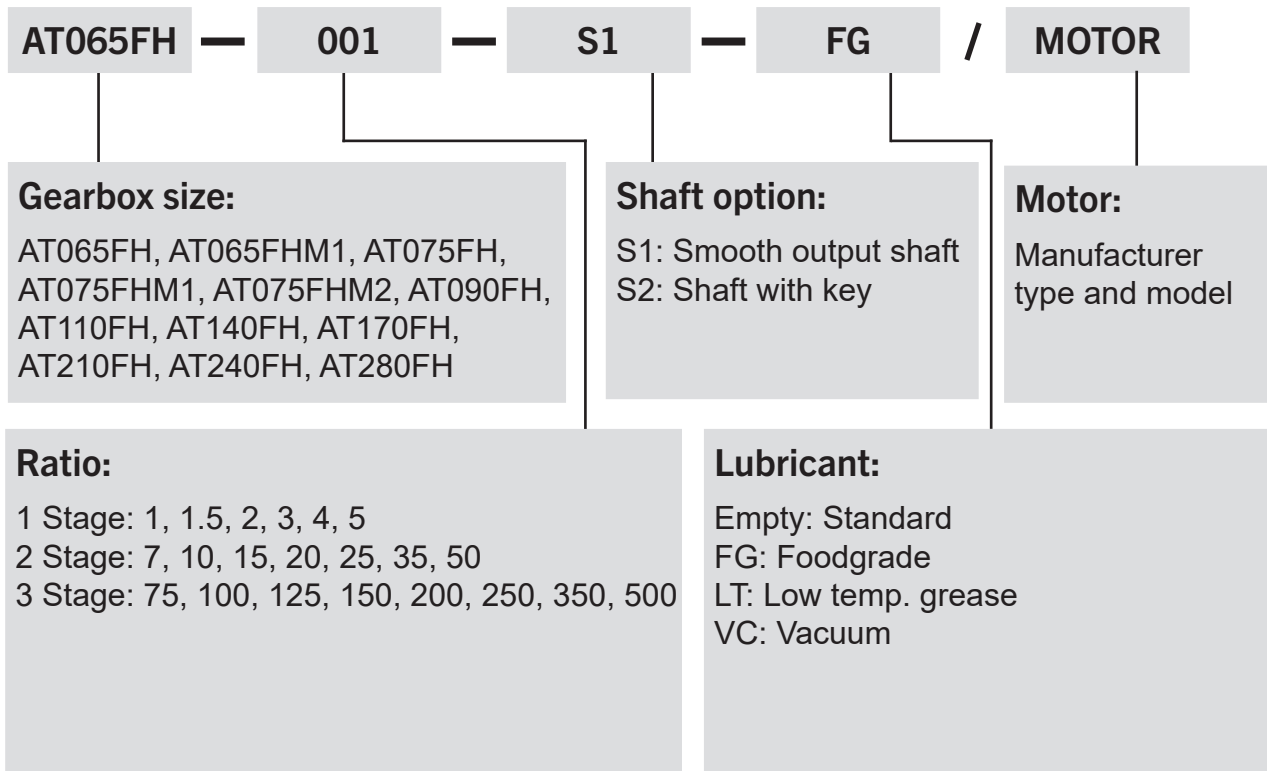 AT065FH — 001 — S1 — FG / MOTOR
Gearbox size:
AT065FH, AT065FHM1, AT075FH,
AT075FHM1, AT075FHM2, AT090FH,
AT110FH, AT140FH, AT170FH,
AT210FH, AT240FH, AT280FH
Shaft option:
S1: Smooth output shaft
S2: Shaft with key
Motor:
Manufacturer
type and model
Ratio:
1 Stage: 1, 1.5, 2, 3, 4, 5
2 Stage: 7, 10, 15, 20, 25, 35, 50
3 Stage: 75, 100, 125, 150, 200, 250, 350, 500
Lubricant:
Empty: Standard
FG: Foodgrade
LT: Low temp. grease
VC: Vacuum